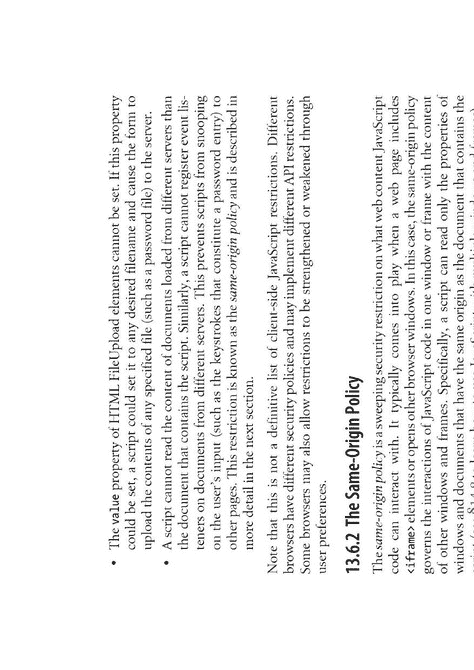 • The value property of HTML FileUpload elements cannot be set. If this property
could be set, a script could set it to any desired filename and cause the form to
upload the contents of any specified file (such as a password file) to the server.
• A script cannot read the content of documents loaded from different servers than
the document that contains the script. Similarly, a script cannot register event lis-
teners on documents from different servers. This prevents scripts from snooping
on the user's input (such as the keystrokes that constitute a password entry) to
other pages. This restriction is known as the same-origin policy and is described in
more detail in the next section.
Note that this is not a definitive list of client-side JavaScript restrictions. Different
browsers have different security policies and may implement different API restrictions.
Some browsers may also allow restrictions to be strengthened or weakened through
user preferences.
13.6.2 The Same-Origin Policy
The same-origin policy is a sweeping security restriction on what web content JavaScript
code can interact with. It typically comes into play when a web page includes
<iframe> elements or opens other browser windows. In this case, the same-origin policy
governs the interactions of JavaScript code in one window or frame with the content
of other windows and frames. Specifically, a script can read only the properties of
windows and documents that have the same origin as the document that contains the